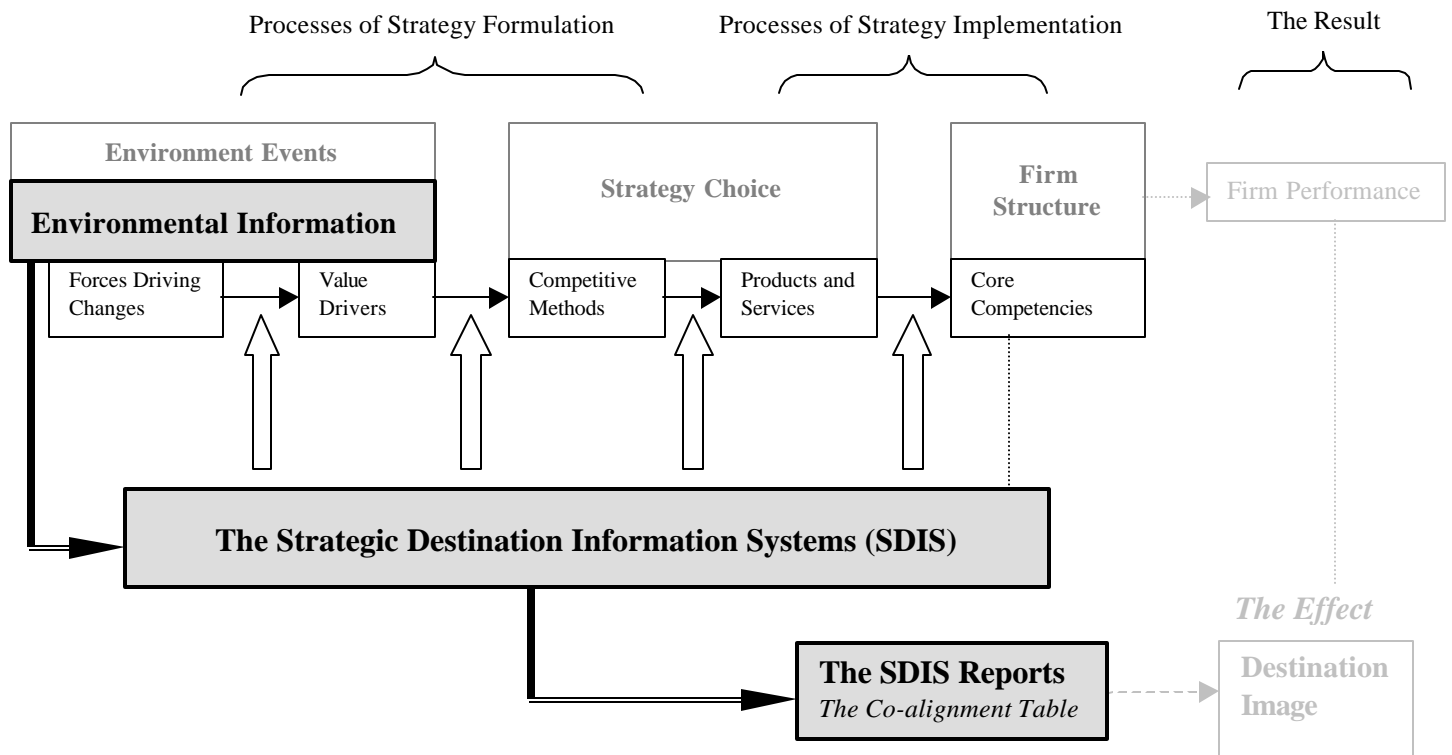 Processes of Strategy Formulation
Processes of Strategy Implementation
The Result
Environment Events
Environmental Information
Strategy Choice
Firm
Structure
Firm Performance
Forces Driving
Changes
Value
Drivers
Competitive
Methods
Products and
Services
Core
Competencies
The Strategic Destination Information Systems (SDIS)
The Effect
The SDIS Reports
The Co-alignment Table
Destination
Image